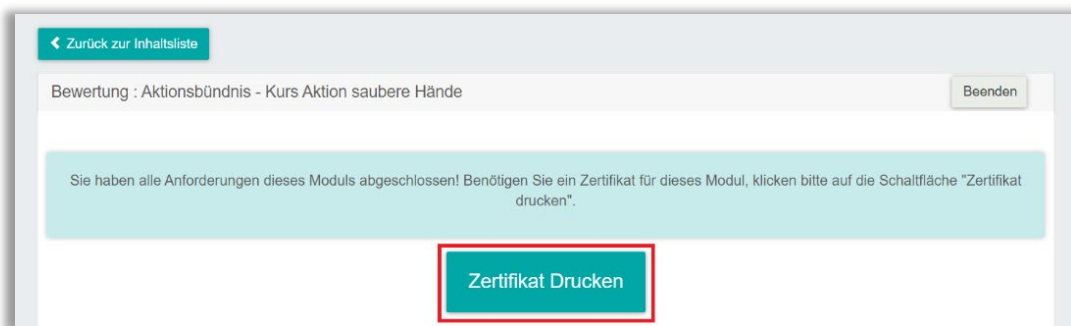 Zurück zur Inhaltsliste
Bewertung : Aktionsbündnis - Kurs Aktion saubere Hände
Beenden
Sie haben alle Anforderungen dieses Moduls abgeschlossen! Benötigen Sie ein Zertifikat für dieses Modul, klicken bitte auf die Schaltfläche "Zertifikat
drucken".
Zertifikat Drucken